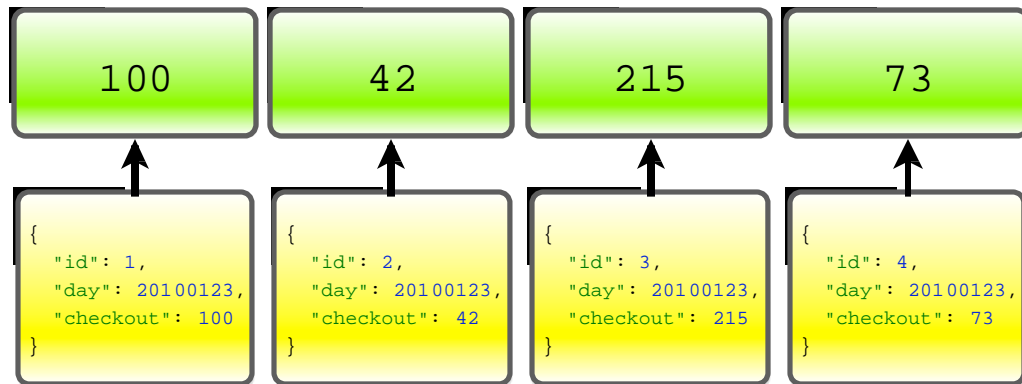 100
42
215
73
{
"id": 1,
"day": 20100123,
"checkout": 100
}
{
"id": 2,
"day": 20100123,
"checkout": 42
}
{
"id": 3,
"day": 20100123,
"checkout": 215
}
{
"id": 4,
"day": 20100123,
"checkout": 73
}